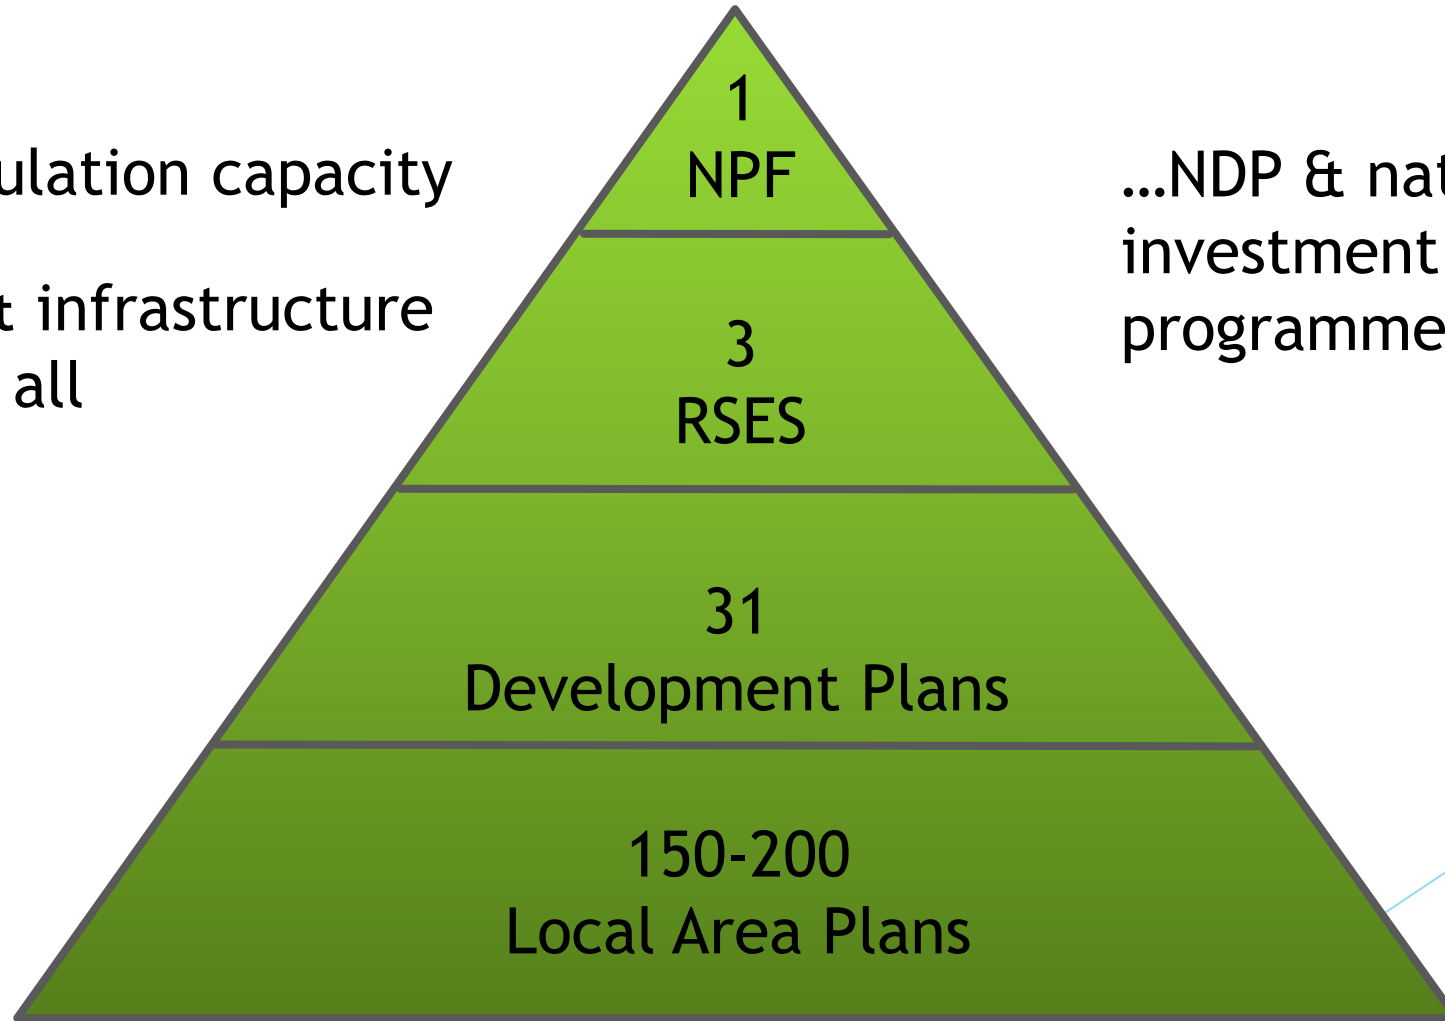 1
NPF
ulation capacity
infrastructure
all
...NDP & nat
investment
programme
3
RSES
31
Development Plans
150-200
Local Area Plans